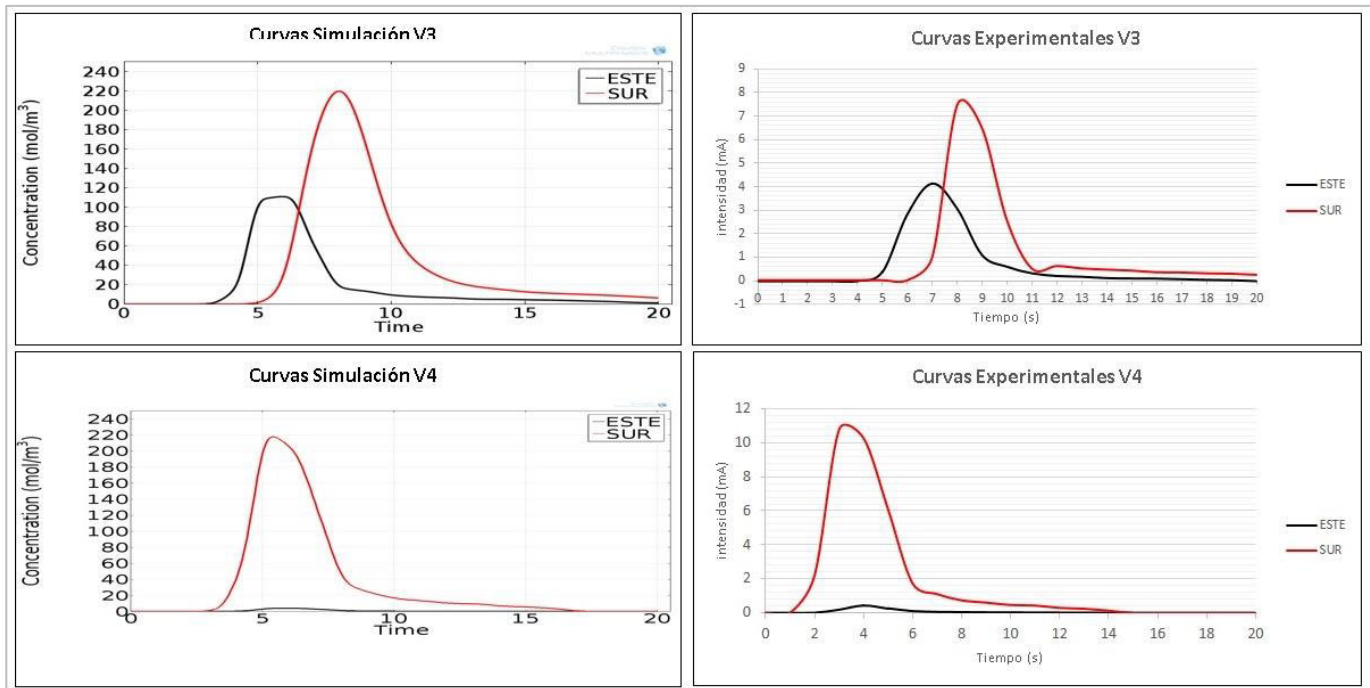 Curvas Simulación V3
Concentration (mol/m³)
240
220
200
180
160
140
120
100
80
60
40
20
0
0 5 10 15 20
Time
ESTE
SUR
Curvas Experimentales V3
intensidad (mA)
9
8
7
6
5
4
3
2
1
0
-1
0 1 2 3 4 5 6 7 8 9 10 11 12 13 14 15 16 17 18 19 20
Tiempo (s)
ESTE
SUR
Curvas Simulación V4
Concentration (mol/m³)
240
220
200
180
160
140
120
100
80
60
40
20
0
0 5 10 15 20
Time
ESTE
SUR
Curvas Experimentales V4
intensidad (mA)
12
10
8
6
4
2
0
0 2 4 6 8 10 12 14 16 18 20
Tiempo (s)
ESTE
SUR